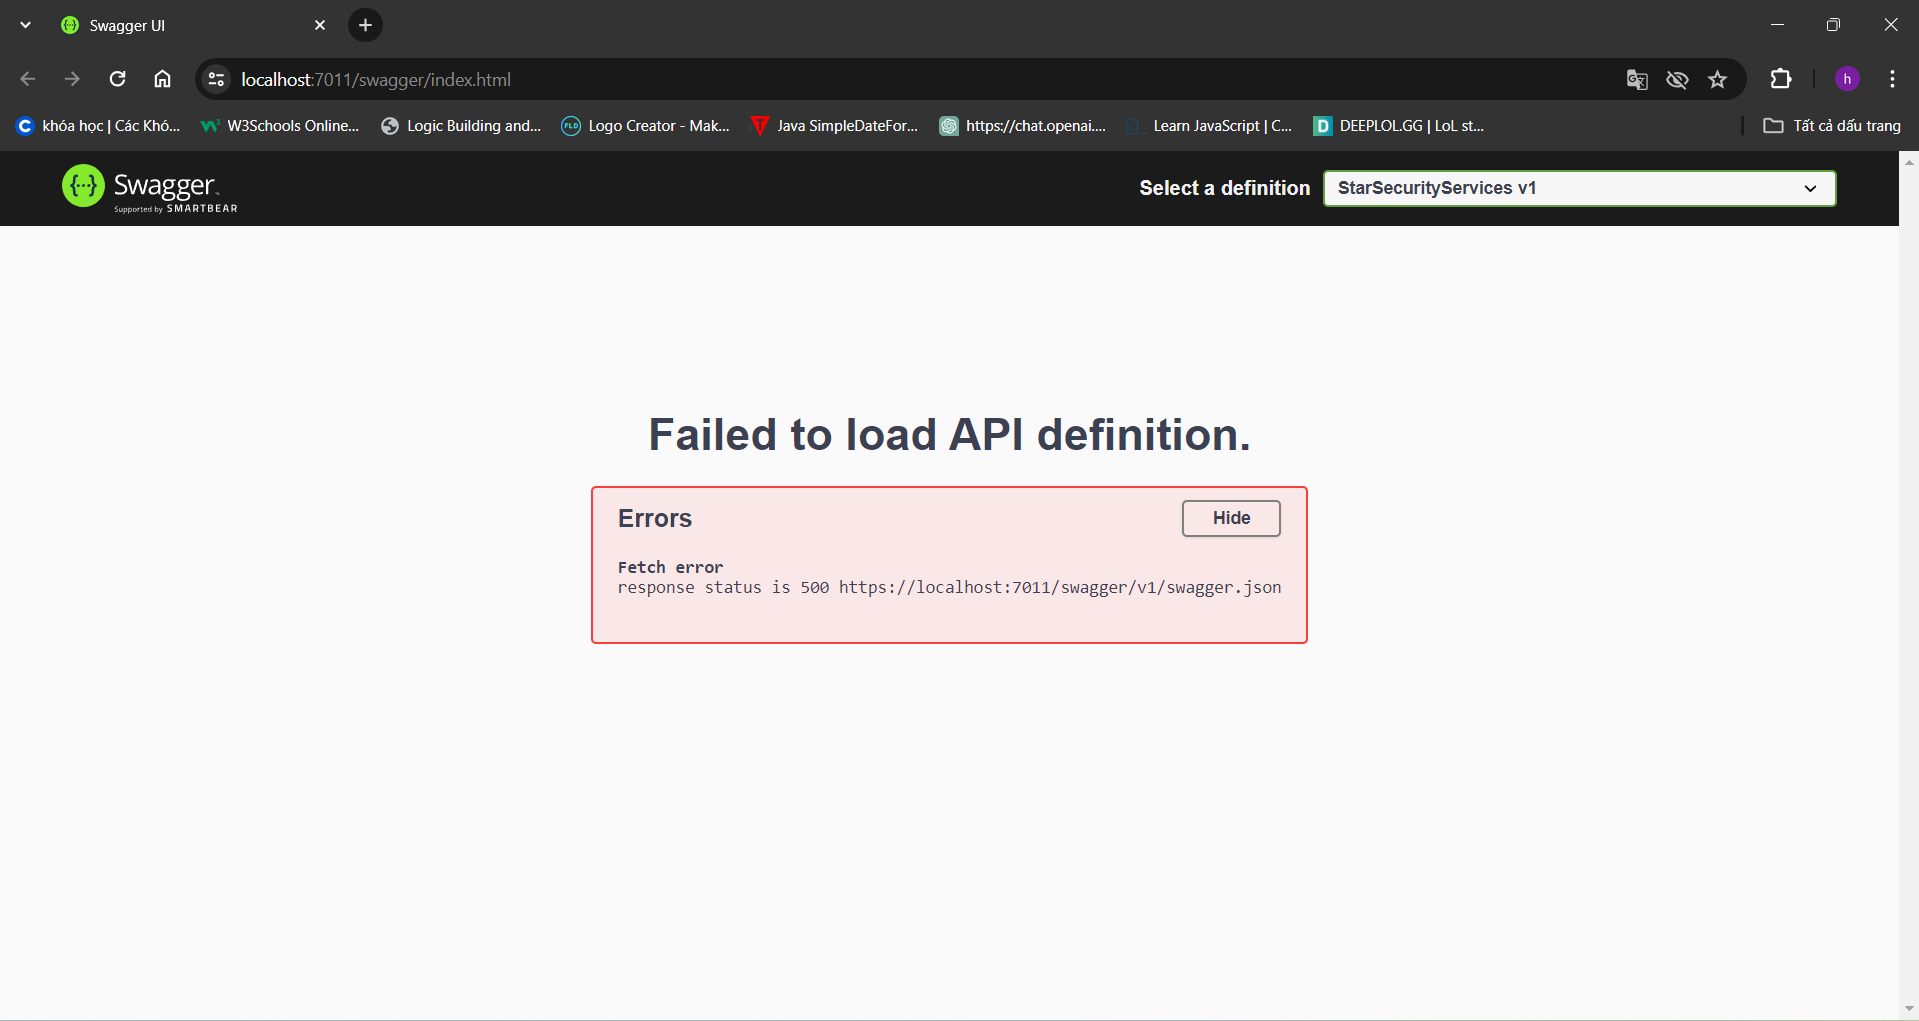 Swagger UI
localhost:7011/swagger/index.html
h
khóa học | Các Khó...
W3Schools Online...
Logic Building and...
FLD
Logo Creator - Mak...
Java SimpleDateFor...
https://chat.openai....
Learn JavaScript | C...
D
DEEPLOL.GG | LoL st...
Tất cả dấu trang
Swagger
Supported by SMARTBEAR
Select a definition
StarSecurityServices v1
Failed to load API definition.
Errors
Hide
Fetch error
response status is 500 https://localhost:7011/swagger/v1/swagger.json